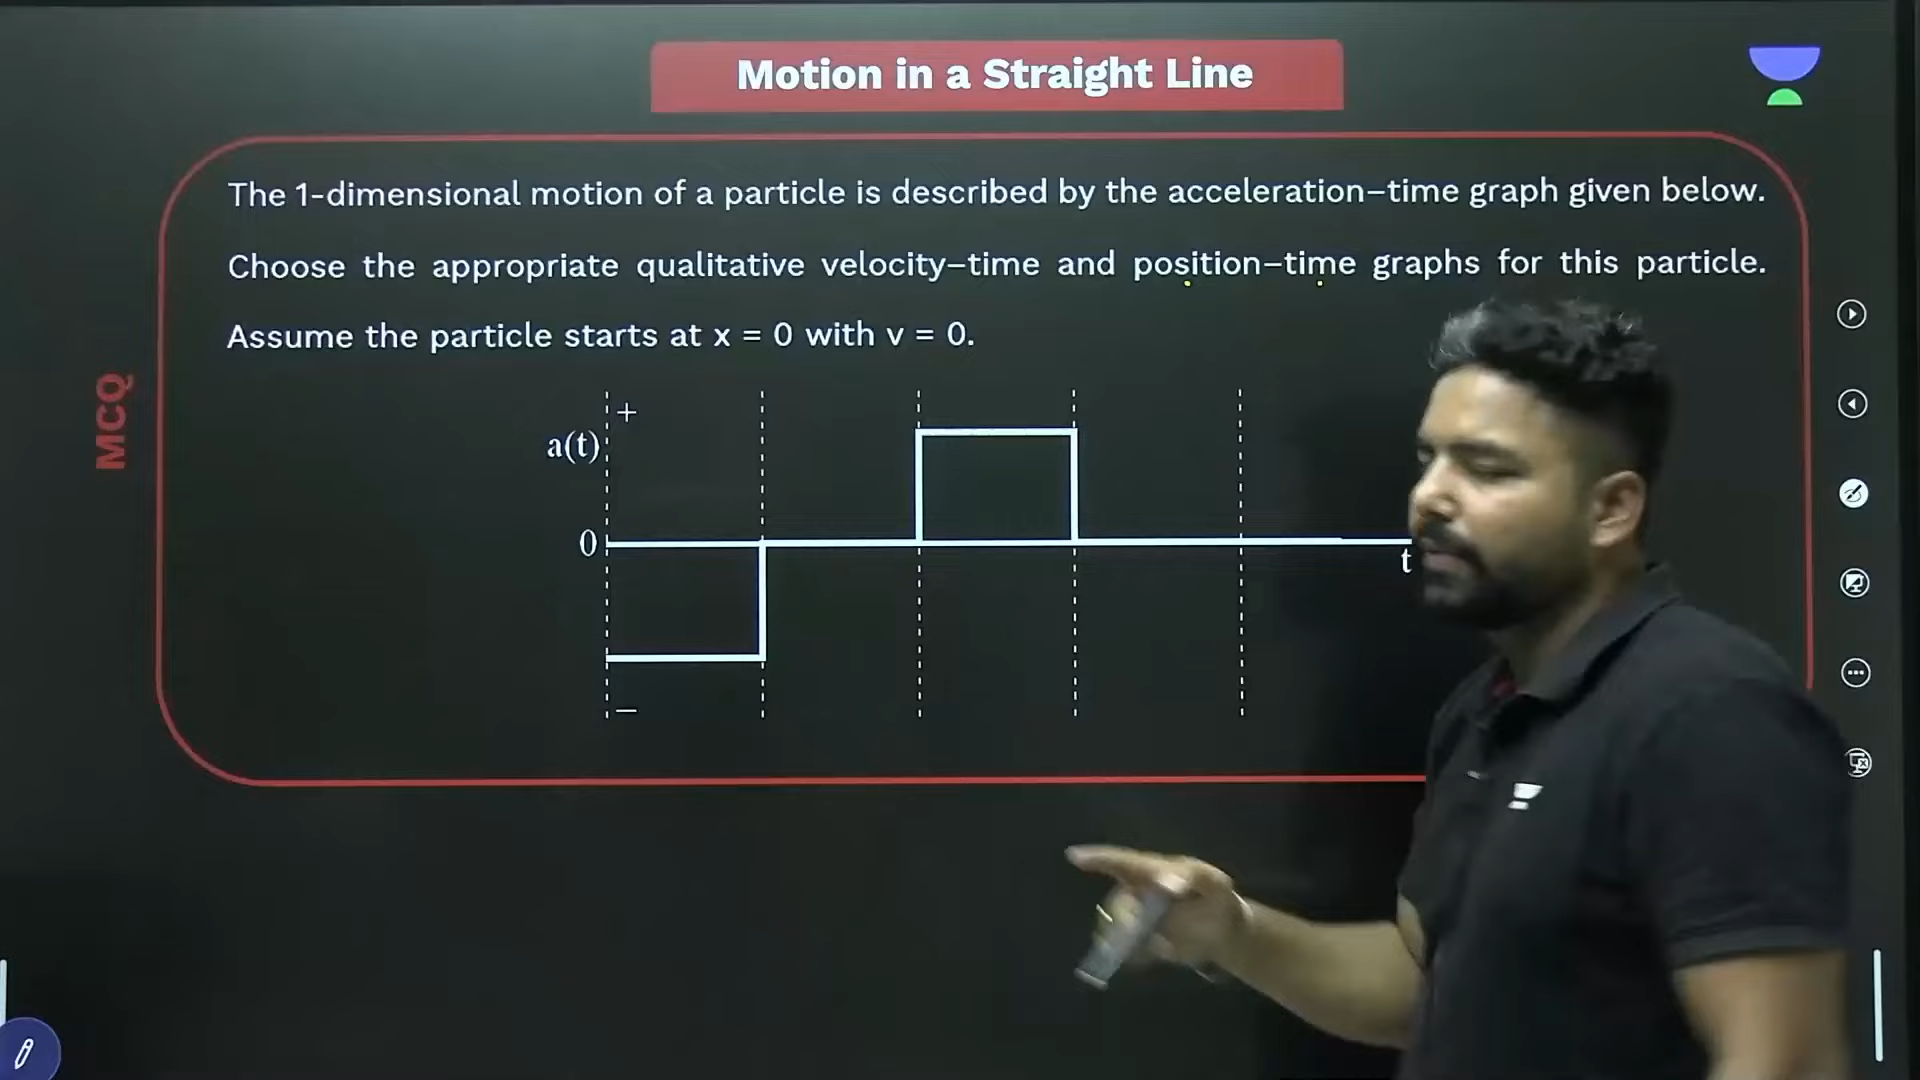 Motion in a Straight Line
The 1-dimensional motion of a particle is described by the acceleration–time graph given below.
Choose the appropriate qualitative velocity–time and position–time graphs for this particle.
Assume the particle starts at x = 0 with v = 0.
MCQ
+
a(t)
0
t
–